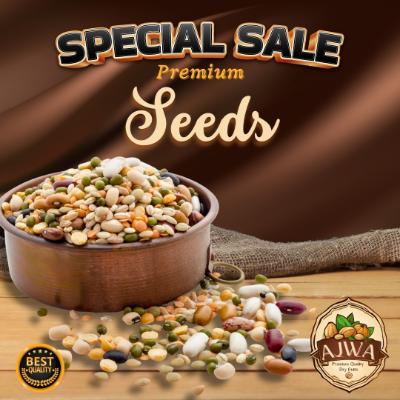 SPECIAL SALE
Premium
Seeds
BEST
QUALITY
AJWA
Premium Quality
Dry Fruits